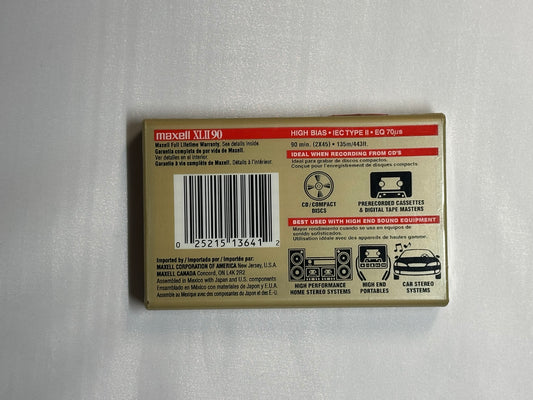 maxell XLII 90
HIGH BIAS • IEC TYPE II • EQ 70µs
Maxell Full Lifetime Warranty. See details inside
Garantía completa de por vida de Maxell.
Ver detalles en el interior.
Garantie à vie complète de Maxell. Détails à l'intérieur.
90 min. (2X45) • 135m/443ft.
IDEAL WHEN RECORDING FROM CD'S
Ideal para grabar de discos compactos.
Conçue pour l'enregistrement de disques compacts.
CD/COMPACT
DISCS
PRERECORDED CASSETTES
& DIGITAL TAPE MASTERS
0 25215 13641 2
BEST USED WITH HIGH END SOUND EQUIPMENT
Mayor rendimiento cuando se usa en equipos de
sonido sofisticados.
Utilisation idéale avec des appareils de hautes gamme.
HIGH PERFORMANCE
HOME STEREO SYSTEMS
HIGH END
PORTABLES
CAR STEREO
SYSTEMS
Imported by / Importado por / Importée par:
MAXELL CORPORATION OF AMERICA New Jersey, U.S.A.
MAXELL CANADA Concord, ON L4K 2R2
Assembled in Mexico with Japan and U.S. components
Ensamblado en México con materiales de Japon y E.U.A.
Assemble au Mexique avec des composantes de Japon et des E.-U.